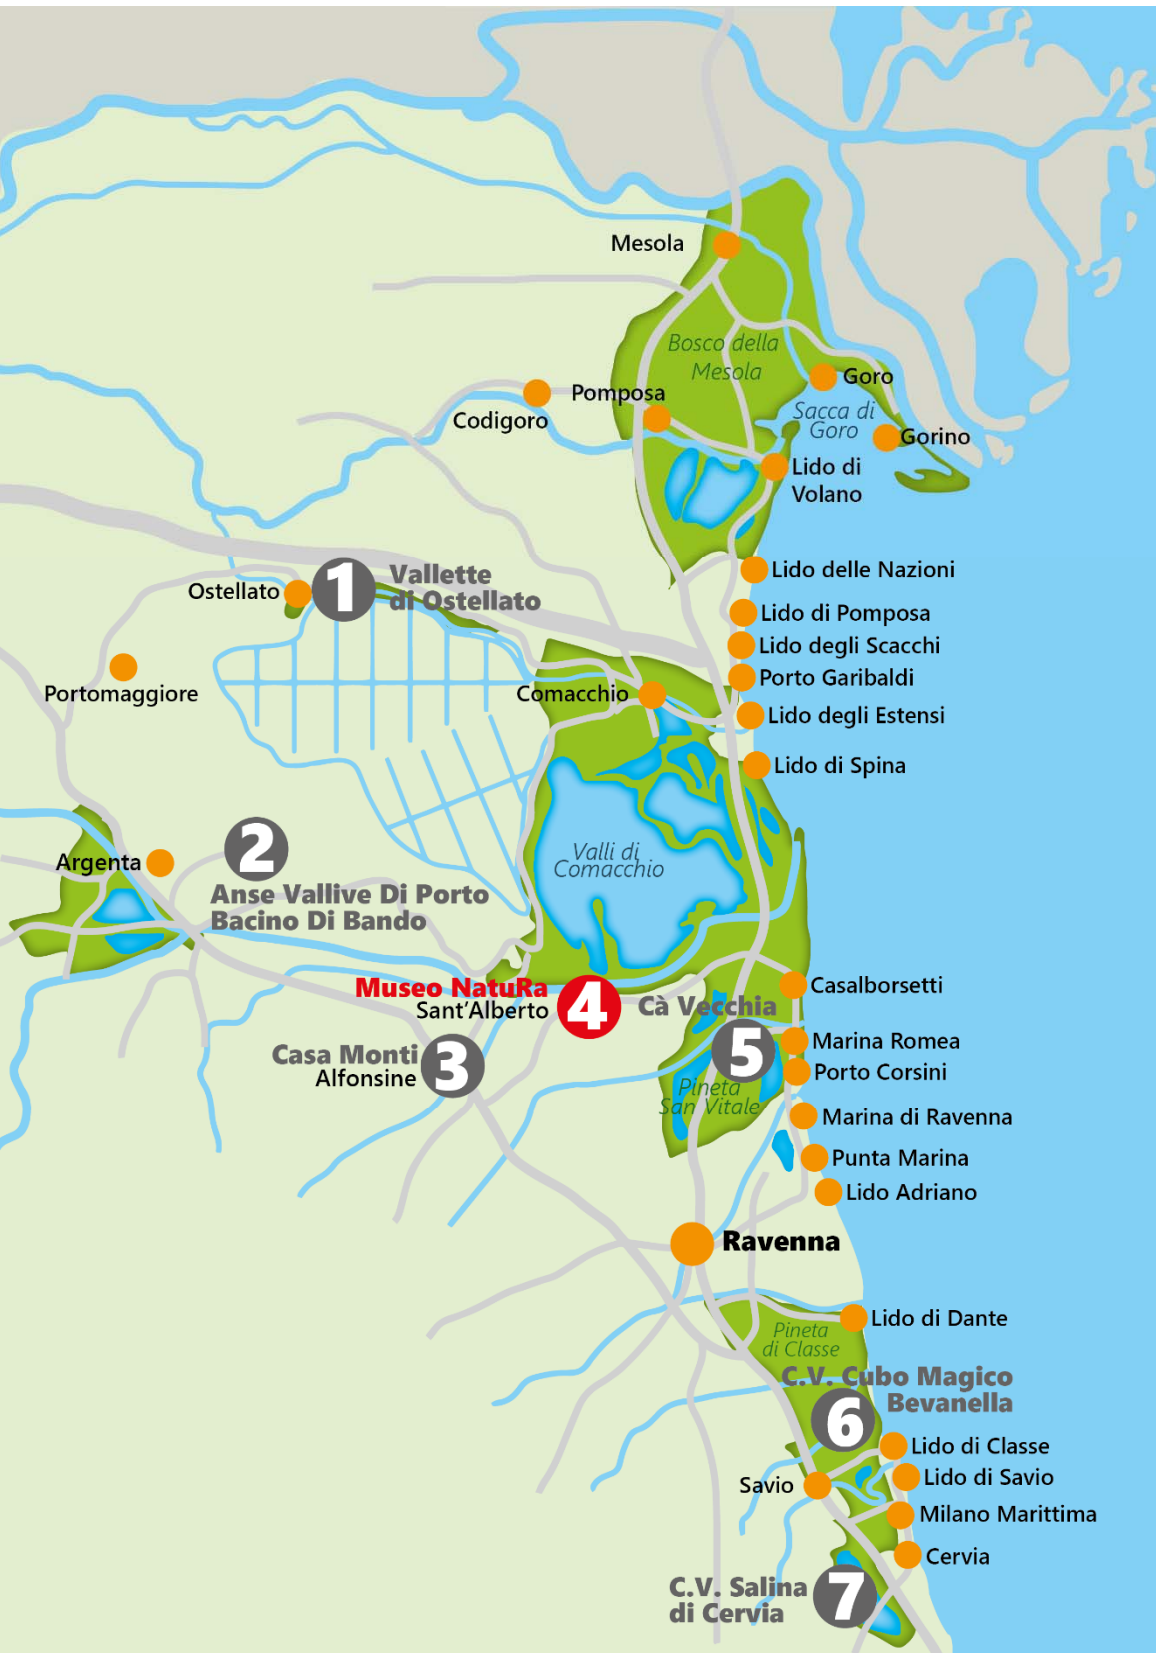 Mesola
Bosco della
Mesola
Goro
Pomposa
Codigoro
Sacca di
Goro
Gorino
Lido di
Volano
Lido delle Nazioni
1
Vallette
di Ostellato
Ostellato
Lido di Pomposa
Lido degli Scacchi
Porto Garibaldi
Portomaggiore
Comacchio
Lido degli Estensi
Lido di Spina
2
Argenta
Valli di
Comacchio
Anse Vallive Di Porto
Bacino Di Bando
Museo NatuRa
Sant'Alberto
4
Casalborsetti
Cà Vecchia
5
Marina Romea
Casa Monti
Alfonsine
3
Porto Corsini
Pineta
San Vitale
Marina di Ravenna
Punta Marina
Lido Adriano
Ravenna
Lido di Dante
Pineta
di Classe
C.V. Cubo Magico
Bevanella
6
Lido di Classe
Lido di Savio
Savio
Milano Marittima
Cervia
C.V. Salina
di Cervia
7